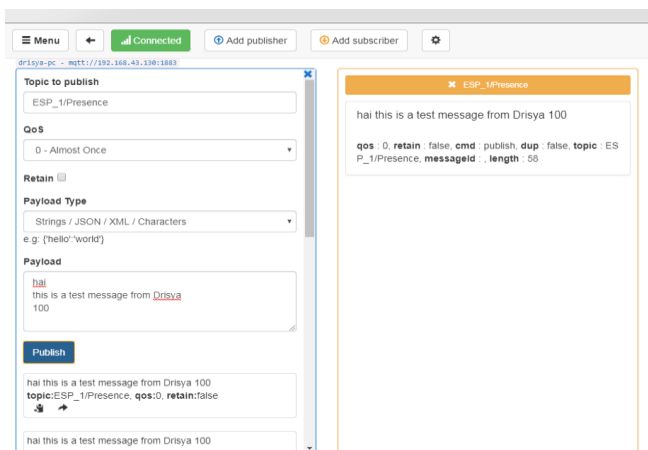 Menu
Connected
Add publisher
Add subscriber
drisya-pc - mqtt://192.168.43.130:1883
Topic to publish
ESP_1/Presence
QoS
0 - Almost Once
Retain
Payload Type
Strings / JSON / XML / Characters
e.g: {'hello':'world'}
Payload
hai
this is a test message from Drisya
100
Publish
hai this is a test message from Drisya 100
topic:ESP_1/Presence, qos:0, retain:false
hai this is a test message from Drisya 100
ESP_1/Presence
hai this is a test message from Drisya 100
qos : 0, retain : false, cmd : publish, dup : false, topic : ES
P_1/Presence, messageId : , length : 58